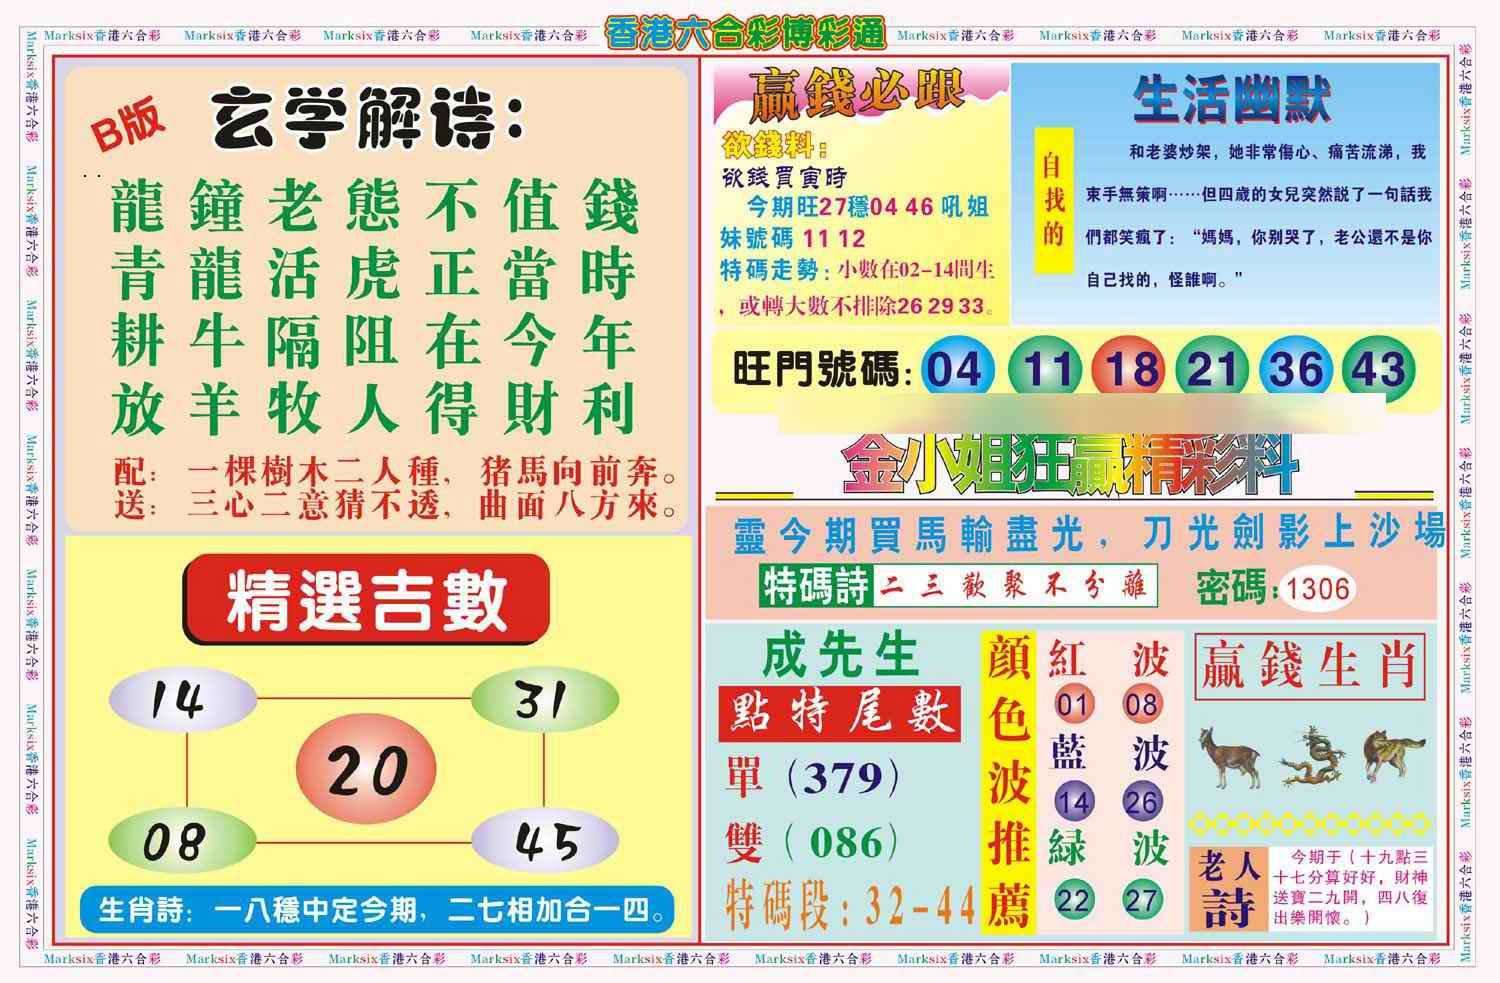 香港六合彩博彩通
Marksix香港六合彩 Marksix香港六合彩 Marksix香港六合彩 Marksix香港六合彩 Marksix香港六合彩 Marksix香港六合彩 Marksix香港六合彩 Marksix香港六合彩
B版
玄学解诗：
龍鐘老態不值錢
青龍活虎正當時
耕牛隔阻在今年
放羊牧人得財利
配：一棵樹木二人種，豬馬向前奔。
送：三心二意猜不透，曲面八方來。
精選吉數
14 31
20
08 45
生肖詩：一八穩中定今期，二七相加合一四。
贏錢必跟
欲錢料：
欲錢買寅時
今期旺27穩04 46 吼姐
妹號碼 11 12
特碼走勢：小數在02-14間生
，或轉大數不排除26 29 33。
生活幽默
自找的
和老婆炒架，她非常傷心、痛苦流涕，我
束手無策啊……但四歲的女兒突然說了一句話我
們都笑瘋了：“媽媽，你别哭了，老公還不是你
自己找的，怪誰啊。”
旺門號碼：04 11 18 21 36 43
金小姐狂贏精彩料
靈今期買馬輸盡光，刀光劍影上沙場
特碼詩 二三歡聚不分離 密碼：1306
成先生
點特尾數
單（379）
雙（086）
特碼段：32-44
顔色波推薦
紅波
01 08
藍波
14 26
緑波
22 27
贏錢生肖
老人詩
今期于（十九點三
十七分算好好，財神
送寶二九開，四八復
出樂開懷。）
Marksix香港六合彩 Marksix香港六合彩 Marksix香港六合彩 Marksix香港六合彩 Marksix香港六合彩 Marksix香港六合彩 Marksix香港六合彩 Marksix香港六合彩 Marksix香港六合彩 Marksix香港六合彩